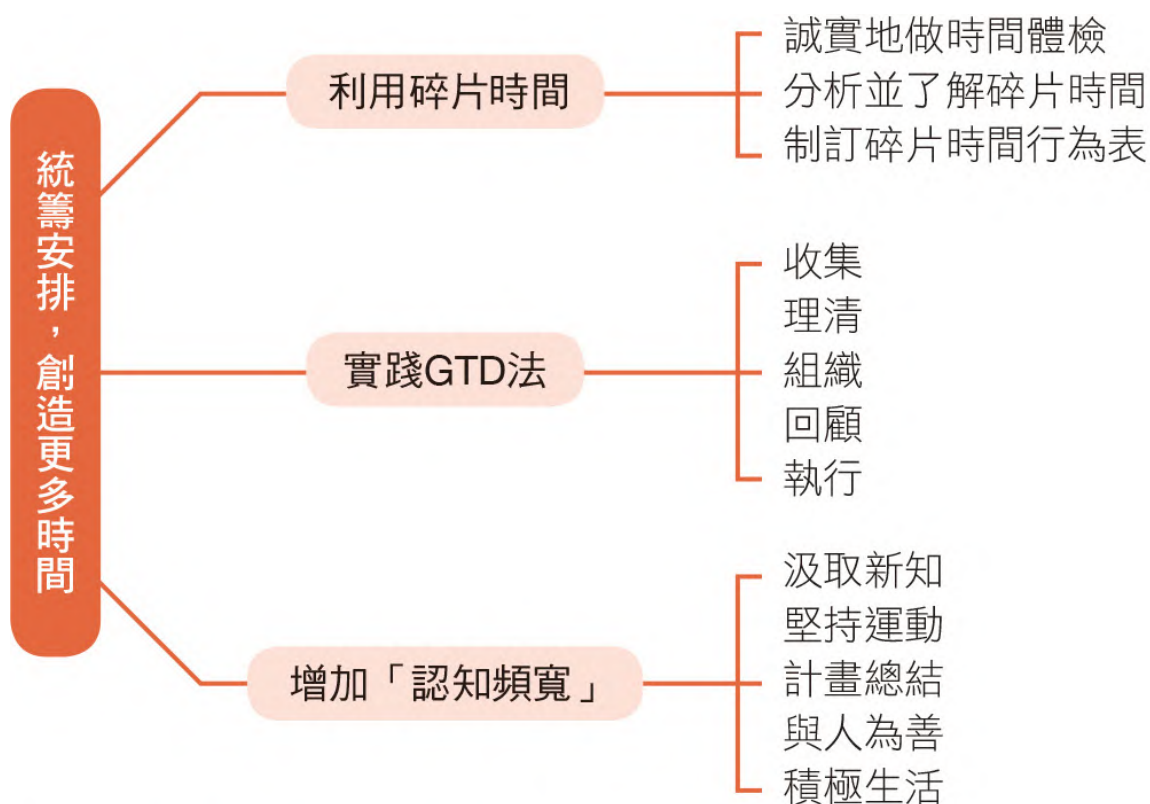 統籌安排，創造更多時間
利用碎片時間
誠實地做時間體檢
分析並了解碎片時間
制訂碎片時間行為表
實踐GTD法
收集
理清
組織
回顧
執行
增加「認知頻寬」
汲取新知
堅持運動
計畫總結
與人為善
積極生活